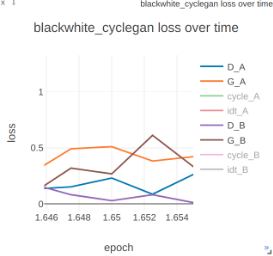 x ↓ blackwhite_cyclegan loss over time
blackwhite_cyclegan loss over time
D_A
G_A
cycle_A
idt_A
D_B
G_B
cycle_B
idt_B
loss
1
0.5
0
1.646 1.648 1.65 1.652 1.654
epoch